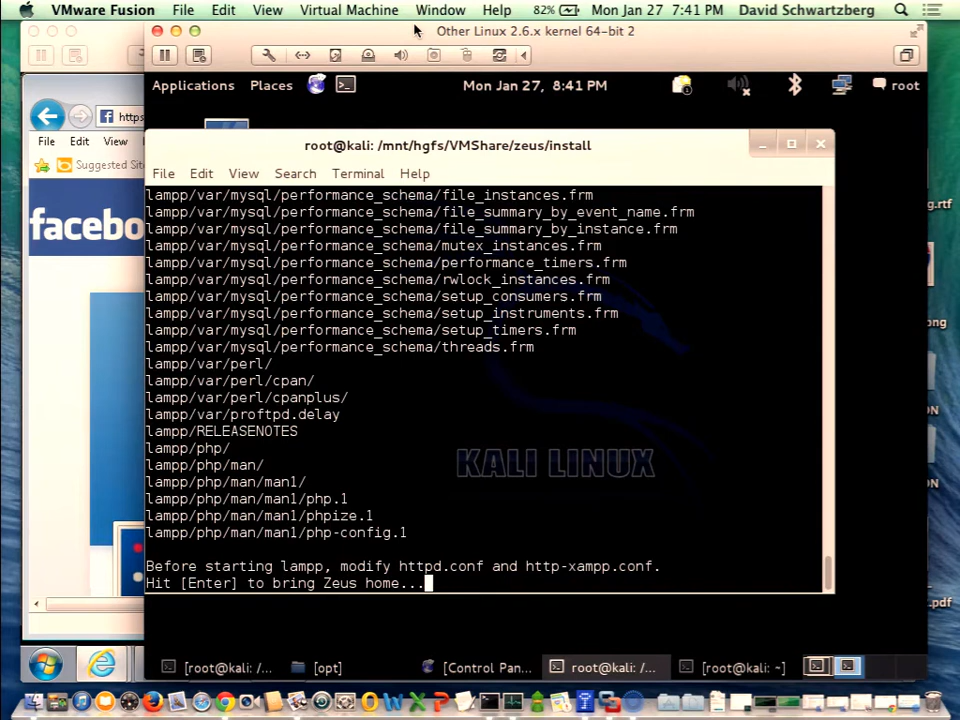 VMware Fusion File Edit View Virtual Machine Window Help 82% Mon Jan 27 7:41 PM David Schwartzberg
Other Linux 2.6.x kernel 64-bit 2
Applications Places Mon Jan 27, 8:41 PM root
https
File Edit View
Suggested Sit
facebo
root@kali: /mnt/hgfs/VMShare/zeus/install
File Edit View Search Terminal Help
lampp/var/mysql/performance_schema/file_instances.frm
lampp/var/mysql/performance_schema/file_summary_by_event_name.frm
lampp/var/mysql/performance_schema/file_summary_by_instance.frm
lampp/var/mysql/performance_schema/mutex_instances.frm
lampp/var/mysql/performance_schema/performance_timers.frm
lampp/var/mysql/performance_schema/rwlock_instances.frm
lampp/var/mysql/performance_schema/setup_consumers.frm
lampp/var/mysql/performance_schema/setup_instruments.frm
lampp/var/mysql/performance_schema/setup_timers.frm
lampp/var/mysql/performance_schema/threads.frm
lampp/var/perl/
lampp/var/perl/cpan/
lampp/var/perl/cpanplus/
lampp/var/proftpd.delay
lampp/RELEASENOTES
lampp/php/
lampp/php/man/
lampp/php/man/man1/
lampp/php/man/man1/php.1
lampp/php/man/man1/phpize.1
lampp/php/man/man1/php-config.1
KALI LINUX
Before starting lampp, modify httpd.conf and http-xampp.conf.
Hit [Enter] to bring Zeus home...
g.rtf
ong
ON
ON
.pdf
[root@kali: /... [opt] [Control Pan... root@kali: /... [root@kali: ~]